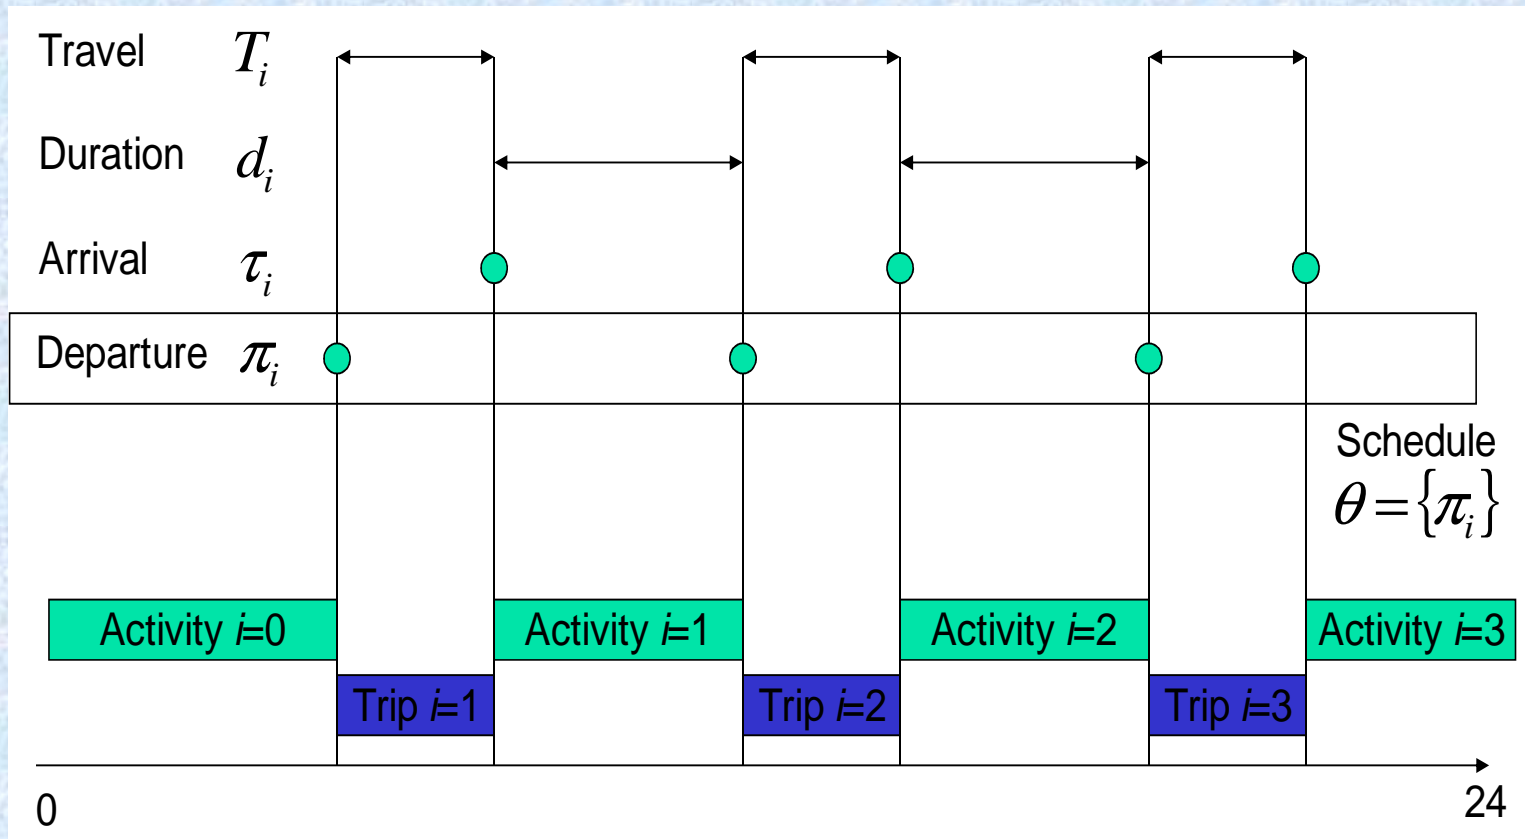 Travel T_i
Duration d_i
Arrival τ_i
Departure π_i
Schedule
θ = {π_i}
Activity i=0 Activity i=1 Activity i=2 Activity i=3
Trip i=1 Trip i=2 Trip i=3
0 24